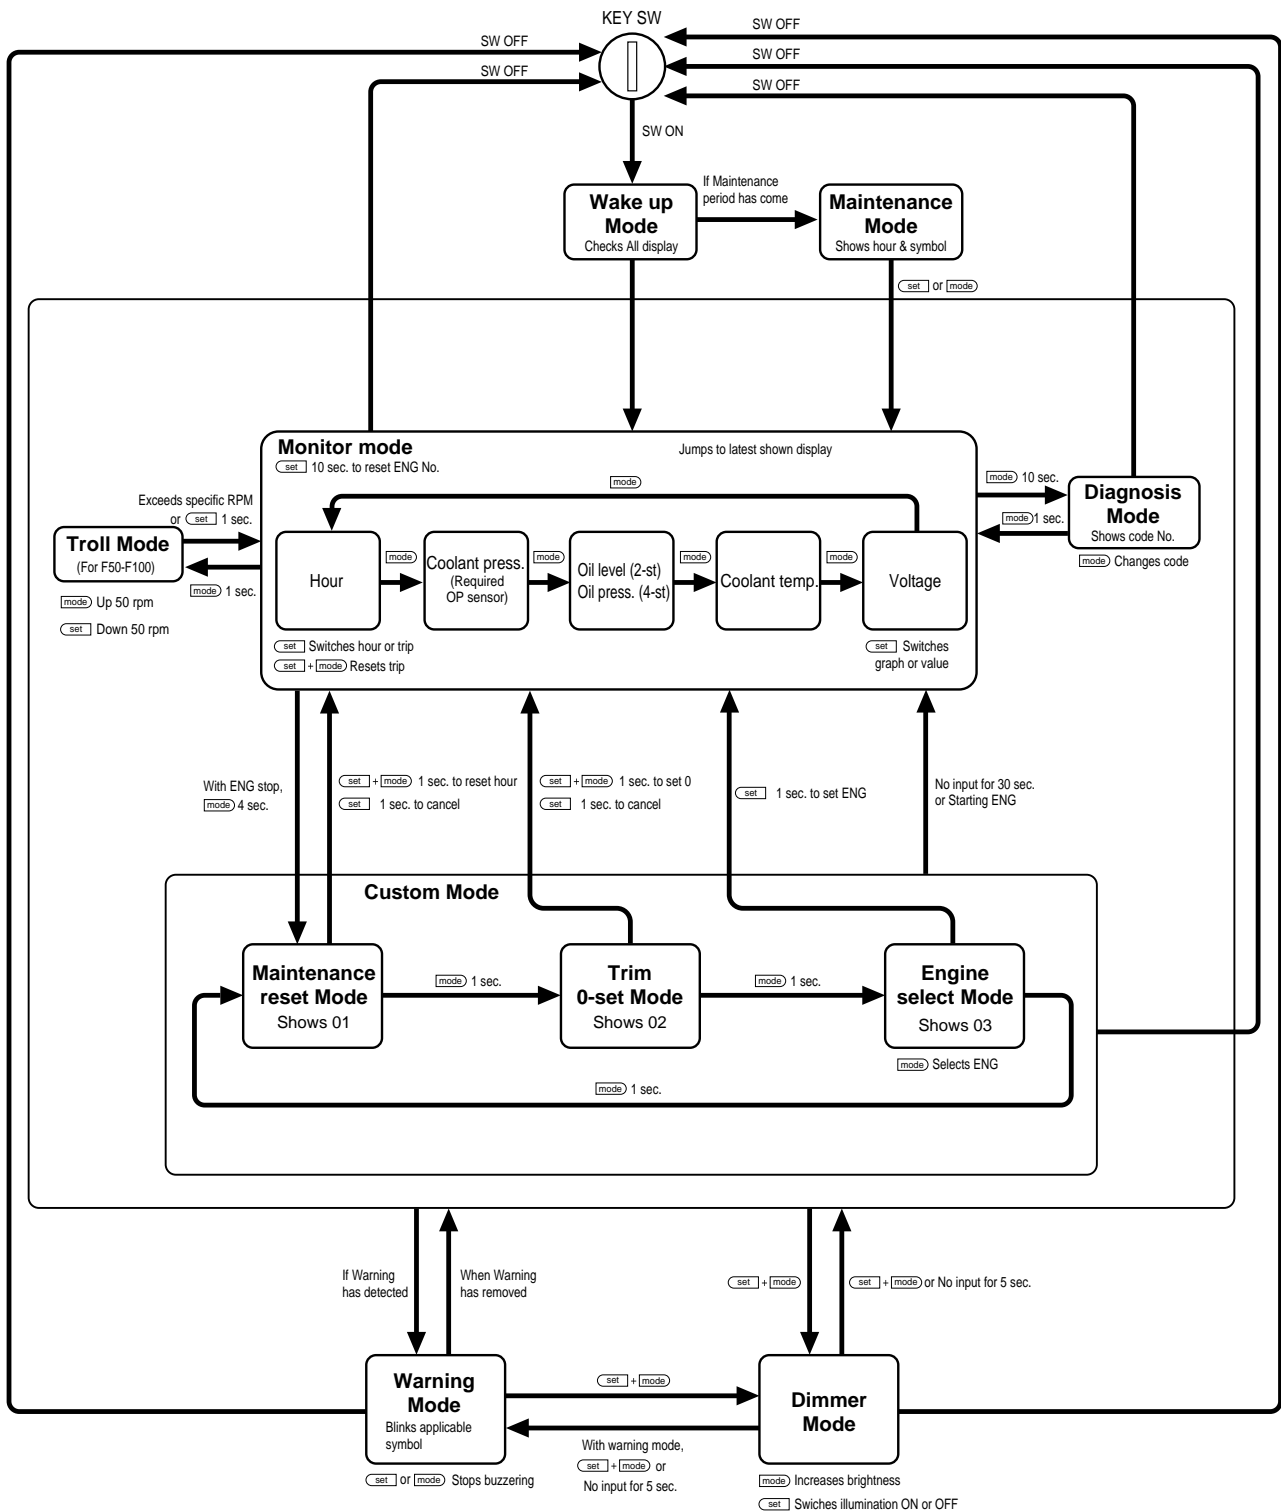 KEY SW
SW OFF
SW OFF
SW OFF
SW OFF
SW OFF
SW ON
Wake up
Mode
Checks All display
If Maintenance
period has come
Maintenance
Mode
Shows hour & symbol
set or mode
Monitor mode
set 10 sec. to reset ENG No.
Jumps to latest shown display
mode
Exceeds specific RPM
or set 1 sec.
Troll Mode
(For F50-F100)
mode 1 sec.
mode Up 50 rpm
set Down 50 rpm
Hour
mode
Coolant press.
(Required
OP sensor)
mode
Oil level (2-st)
Oil press. (4-st)
mode
Coolant temp.
mode
Voltage
set Switches hour or trip
set + mode Resets trip
set Switches
graph or value
mode 10 sec.
mode 1 sec.
Diagnosis
Mode
Shows code No.
mode Changes code
With ENG stop,
mode 4 sec.
set + mode 1 sec. to reset hour
set 1 sec. to cancel
set + mode 1 sec. to set 0
set 1 sec. to cancel
set 1 sec. to set ENG
No input for 30 sec.
or Starting ENG
Custom Mode
Maintenance
reset Mode
Shows 01
mode 1 sec.
Trim
0-set Mode
Shows 02
mode 1 sec.
Engine
select Mode
Shows 03
mode Selects ENG
mode 1 sec.
If Warning
has detected
When Warning
has removed
set + mode
set + mode or No input for 5 sec.
Warning
Mode
Blinks applicable
symbol
set or mode Stops buzzering
set + mode
With warning mode,
set + mode or
No input for 5 sec.
Dimmer
Mode
mode Increases brightness
set Swiches illumination ON or OFF